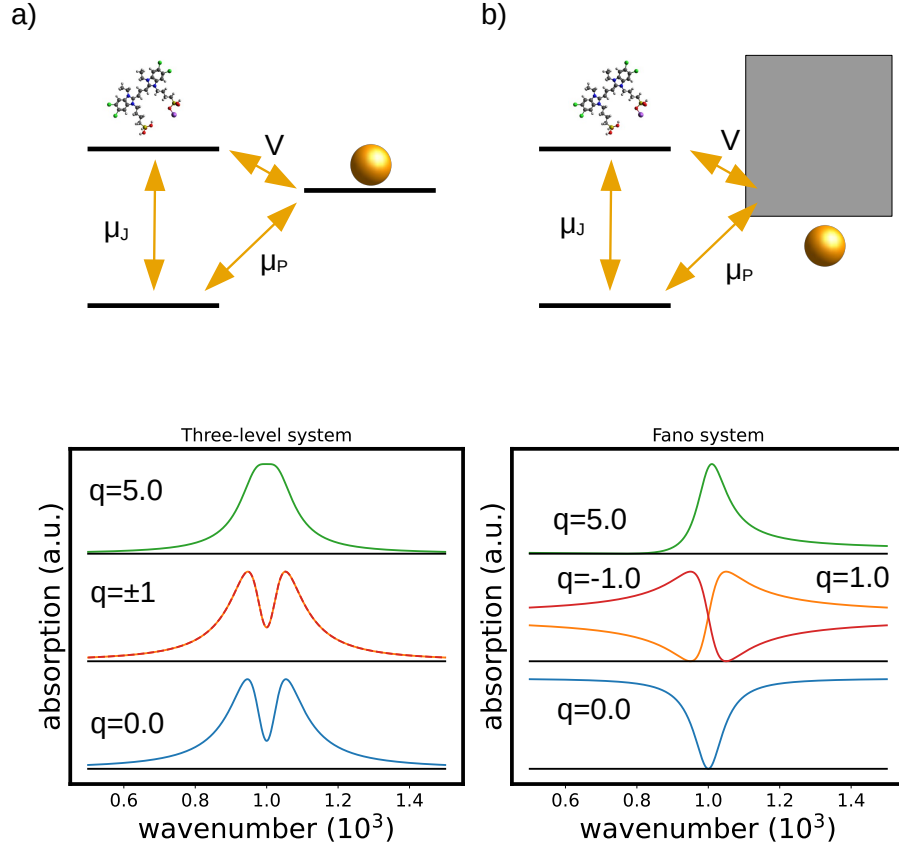 a)
b)
V
μJ
μP
V
μJ
μP
Three-level system
q=5.0
q=±1
q=0.0
absorption (a.u.)
0.6 0.8 1.0 1.2 1.4
wavenumber (10³)
Fano system
q=5.0
q=-1.0
q=1.0
q=0.0
absorption (a.u.)
0.6 0.8 1.0 1.2 1.4
wavenumber (10³)